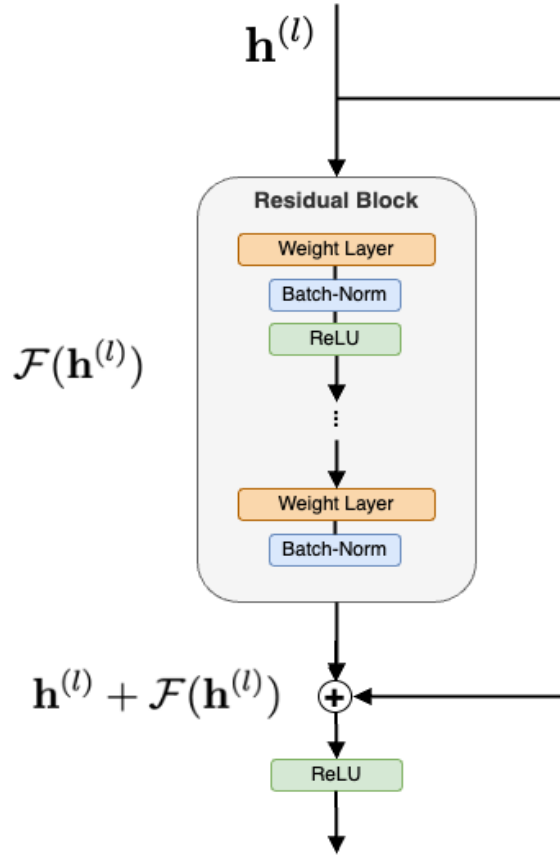 h^{(l)}
Residual Block
Weight Layer
Batch-Norm
ReLU
F(h^{(l)})
⋮
Weight Layer
Batch-Norm
h^{(l)} + F(h^{(l)})
+
ReLU